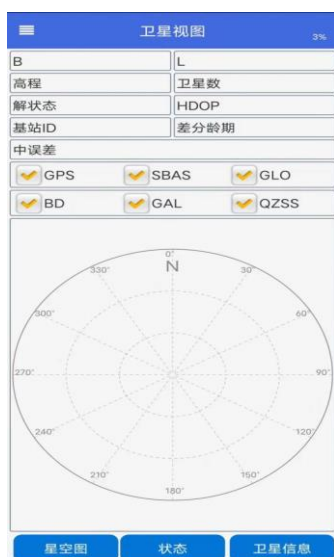 卫星视图
3%
B L
高程 卫星数
解状态 HDOP
基站ID 差分龄期
中误差
GPS SBAS GLO
BD GAL QZSS
0°
N
330° 30°
300° 60°
270° 90°
240° 120°
210° 150°
180°
星空图 状态 卫星信息